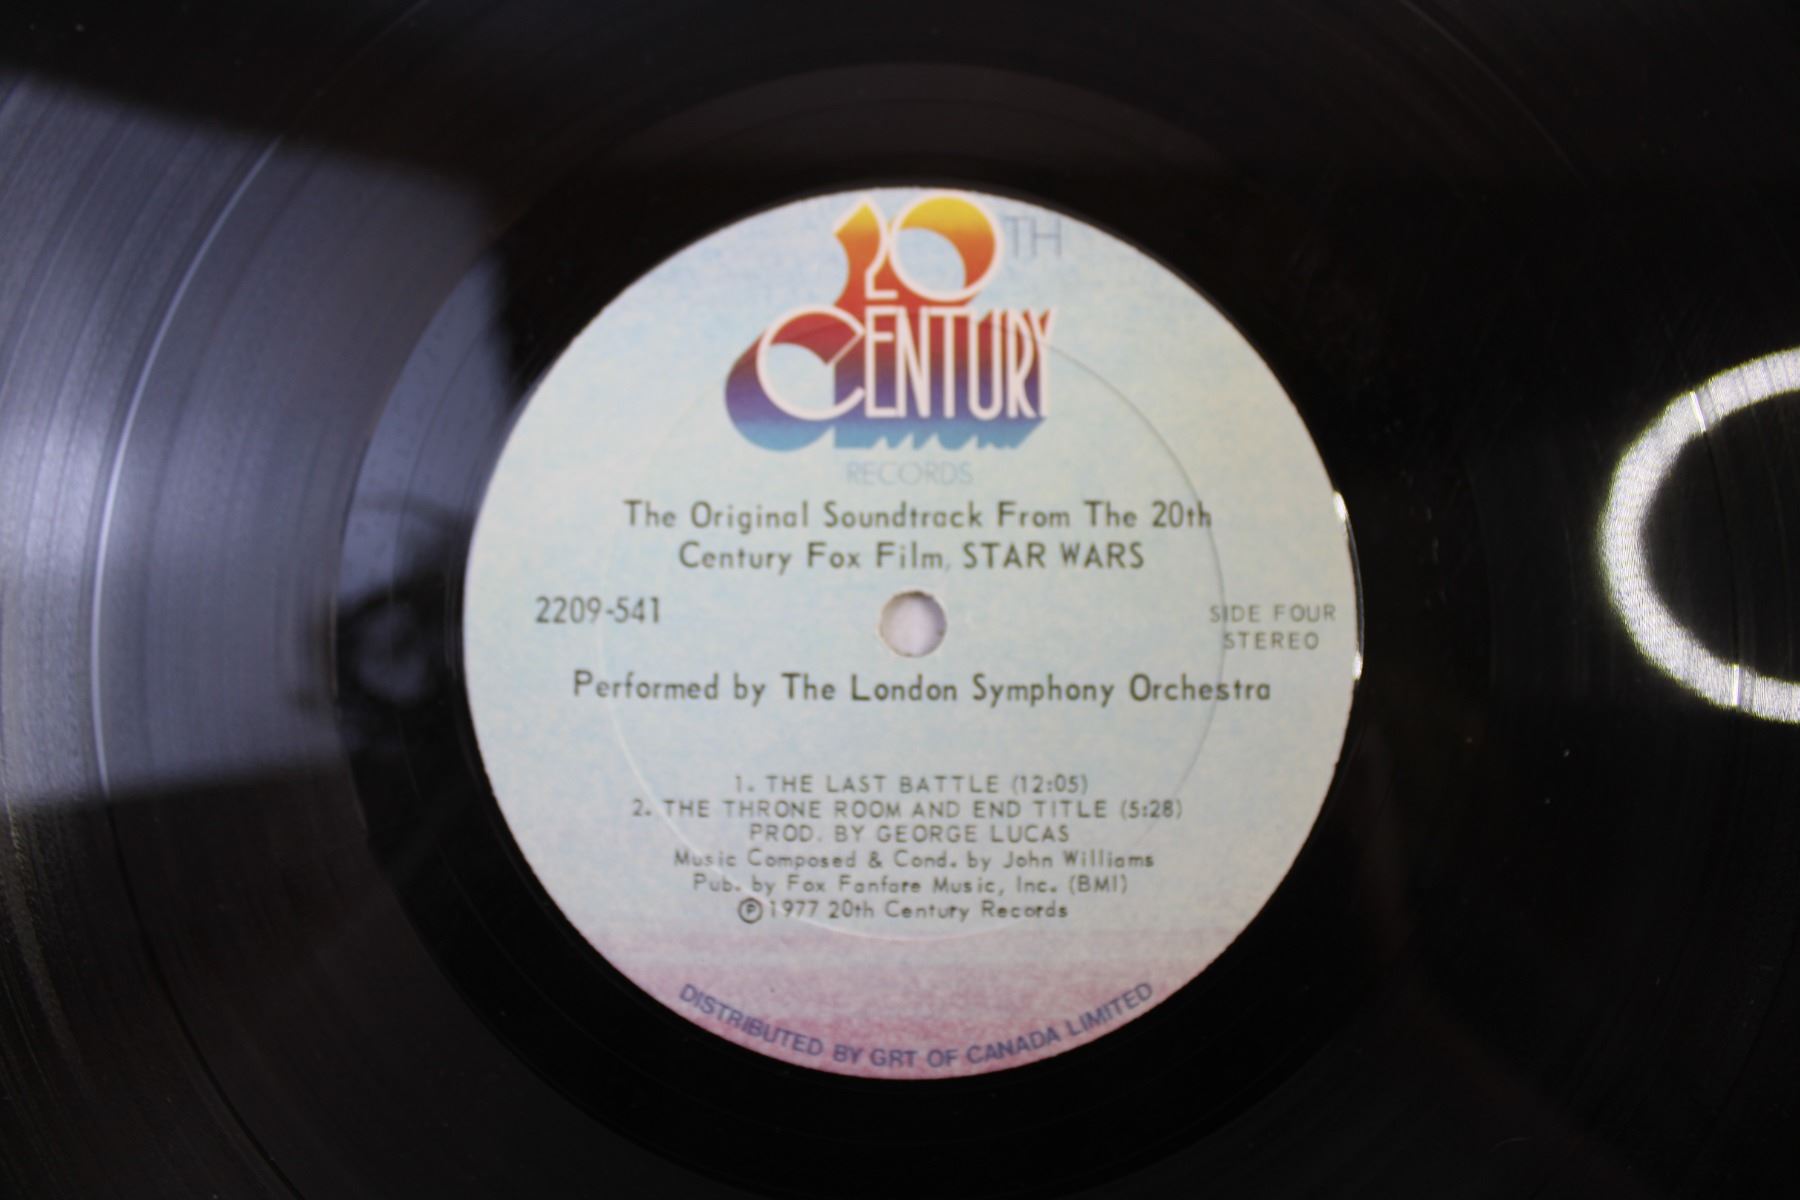 20TH
CENTURY
RECORDS
The Original Soundtrack From The 20th
Century Fox Film, STAR WARS
2209-541
SIDE FOUR
STEREO
Performed by The London Symphony Orchestra
1. THE LAST BATTLE (12:05)
2. THE THRONE ROOM AND END TITLE (5:28)
PROD. BY GEORGE LUCAS
Music Composed & Cond. by John Williams
Pub. by Fox Fanfare Music, Inc. (BMI)
℗ 1977 20th Century Records
DISTRIBUTED BY GRT OF CANADA LIMITED